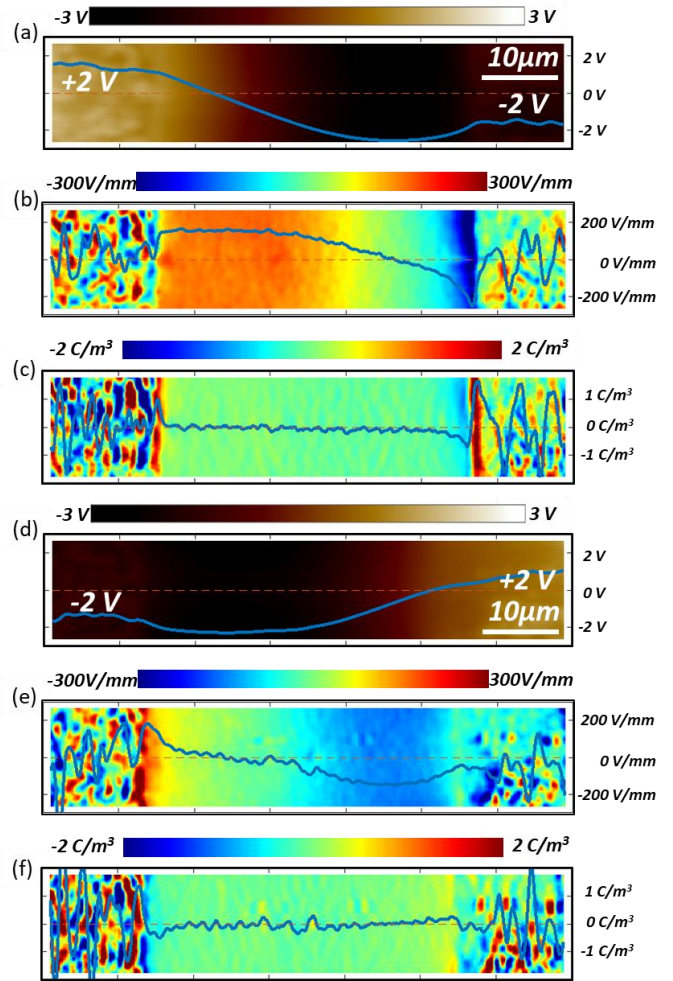 -3 V 3 V
(a)
+2 V
10μm
-2 V
2 V
0 V
-2 V
-300V/mm 300V/mm
(b)
200 V/mm
0 V/mm
-200 V/mm
-2 C/m³ 2 C/m³
(c)
1 C/m³
0 C/m³
-1 C/m³
-3 V 3 V
(d)
-2 V
+2 V
10μm
2 V
0 V
-2 V
-300V/mm 300V/mm
(e)
200 V/mm
0 V/mm
-200 V/mm
-2 C/m³ 2 C/m³
(f)
1 C/m³
0 C/m³
-1 C/m³